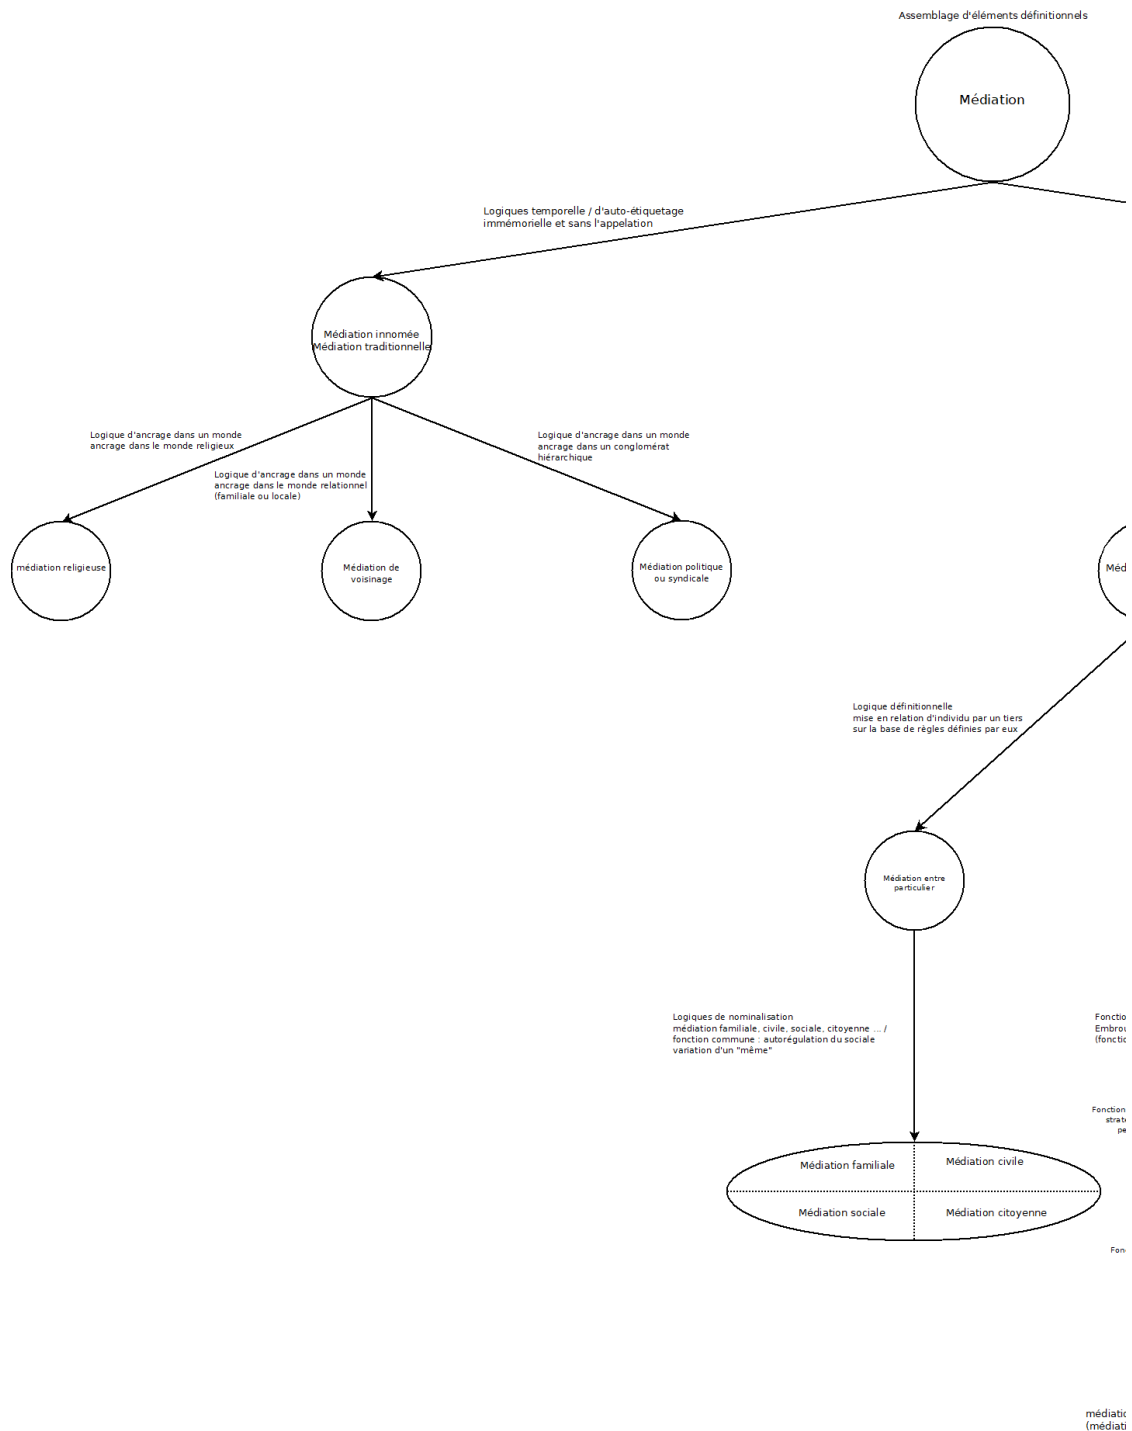 Assemblage d'éléments définitionnels
Médiation
Logiques temporelle / d'auto-étiquetage
immémorielle et sans l'appelation
Médiation innomée
Médiation traditionnelle
Logique d'ancrage dans un monde
ancrage dans le monde religieux
Logique d'ancrage dans un monde
ancrage dans le monde relationnel
(familiale ou locale)
Logique d'ancrage dans un monde
ancrage dans un conglomérat
hiérarchique
médiation religieuse
Médiation de
voisinage
Médiation politique
ou syndicale
Logique définitionnelle
mise en relation d'individu par un tiers
sur la base de règles définies par eux
Médiation entre
particulier
Logiques de nominalisation
médiation familiale, civile, sociale, citoyenne ... /
fonction commune : autorégulation du sociale
variation d'un "même"
Médiation familiale
Médiation civile
Médiation sociale
Médiation citoyenne